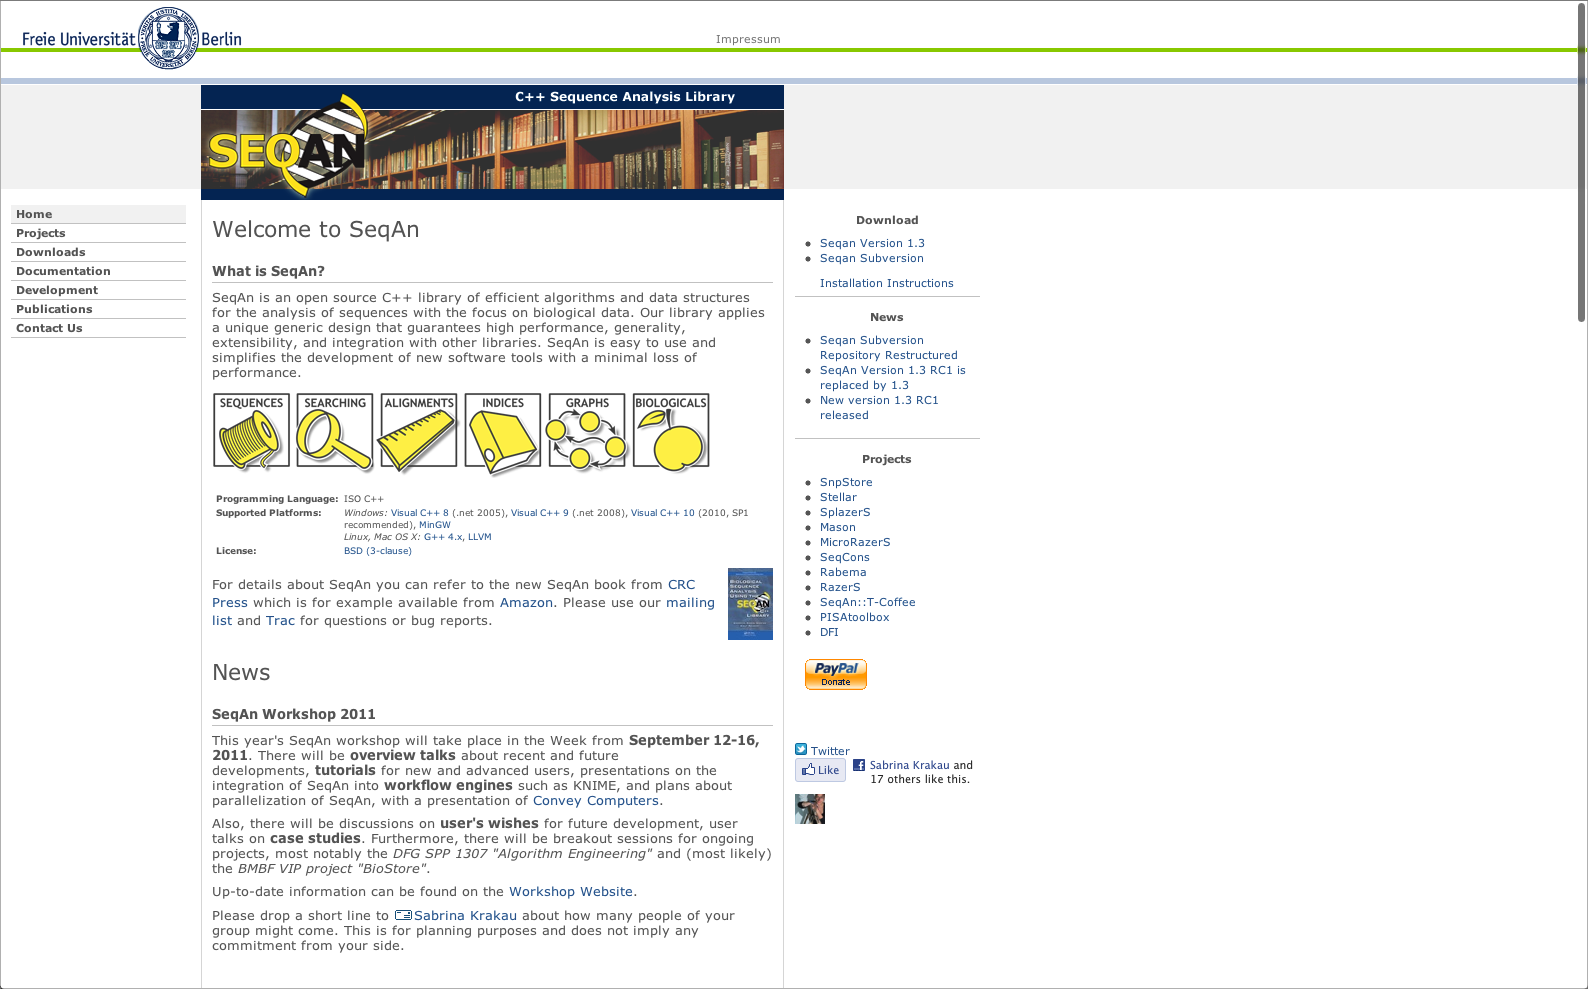 Freie Universität Berlin
Impressum
C++ Sequence Analysis Library
SEQAN
Home
Projects
Downloads
Documentation
Development
Publications
Contact Us
Welcome to SeqAn
What is SeqAn?
SeqAn is an open source C++ library of efficient algorithms and data structures
for the analysis of sequences with the focus on biological data. Our library applies
a unique generic design that guarantees high performance, generality,
extensibility, and integration with other libraries. SeqAn is easy to use and
simplifies the development of new software tools with a minimal loss of
performance.
SEQUENCES SEARCHING ALIGNMENTS INDICES GRAPHS BIOLOGICALS
Programming Language: ISO C++
Supported Platforms: Windows: Visual C++ 8 (.net 2005), Visual C++ 9 (.net 2008), Visual C++ 10 (2010, SP1
recommended), MinGW
Linux, Mac OS X: G++ 4.x, LLVM
License: BSD (3-clause)
For details about SeqAn you can refer to the new SeqAn book from CRC
Press which is for example available from Amazon. Please use our mailing
list and Trac for questions or bug reports.
BIOLOGICAL
SEQUENCE
ANALYSIS
USING THE
SEQAN
LIBRARY
News
SeqAn Workshop 2011
This year's SeqAn workshop will take place in the Week from September 12-16,
2011. There will be overview talks about recent and future
developments, tutorials for new and advanced users, presentations on the
integration of SeqAn into workflow engines such as KNIME, and plans about
parallelization of SeqAn, with a presentation of Convey Computers.
Also, there will be discussions on user's wishes for future development, user
talks on case studies. Furthermore, there will be breakout sessions for ongoing
projects, most notably the DFG SPP 1307 "Algorithm Engineering" and (most likely)
the BMBF VIP project "BioStore".
Up-to-date information can be found on the Workshop Website.
Please drop a short line to Sabrina Krakau about how many people of your
group might come. This is for planning purposes and does not imply any
commitment from your side.
Download
Seqan Version 1.3
Seqan Subversion
Installation Instructions
News
Seqan Subversion
Repository Restructured
SeqAn Version 1.3 RC1 is
replaced by 1.3
New version 1.3 RC1
released
Projects
SnpStore
Stellar
SplazerS
Mason
MicroRazerS
SeqCons
Rabema
RazerS
SeqAn::T-Coffee
PISAtoolbox
DFI
PayPal
Donate
Twitter
Like Sabrina Krakau and
17 others like this.